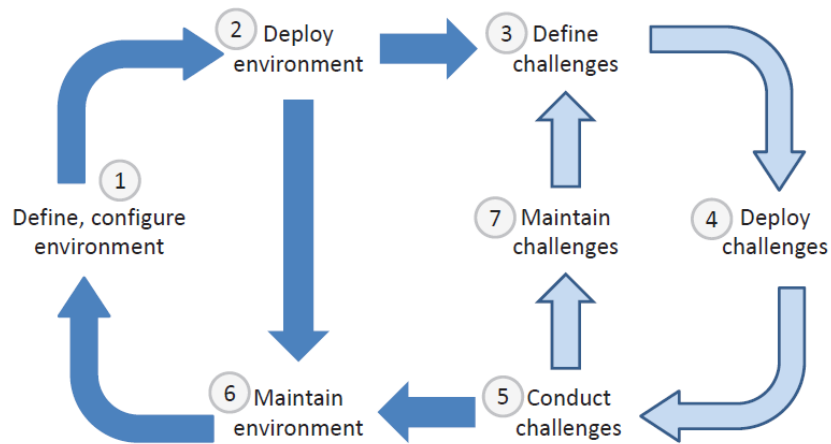 2 Deploy
environment
3 Define
challenges
1
Define, configure
environment
7 Maintain
challenges
4 Deploy
challenges
6 Maintain
environment
5 Conduct
challenges